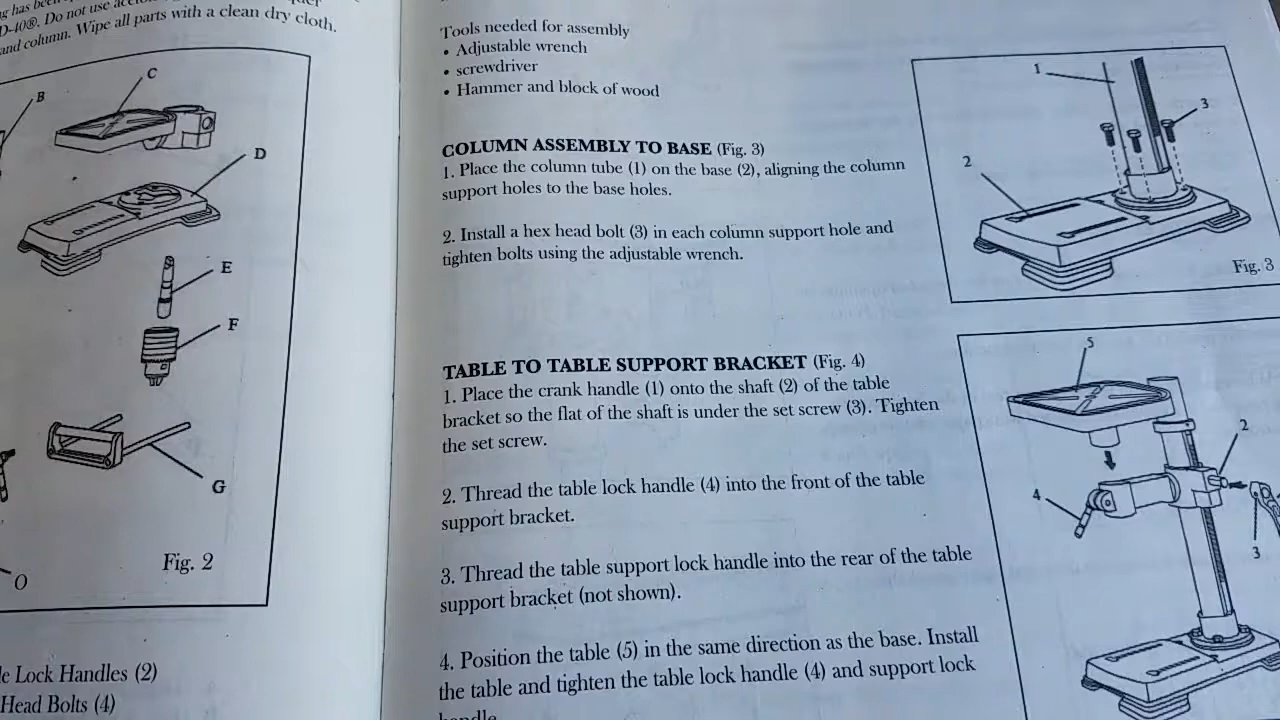 g has been
D-40®. Do not use
and column. Wipe all parts with a clean dry cloth.
B
C
D
E
F
G
O
Fig. 2
e Lock Handles (2)
Head Bolts (4)
Tools needed for assembly
• Adjustable wrench
• screwdriver
• Hammer and block of wood
COLUMN ASSEMBLY TO BASE (Fig. 3)
1. Place the column tube (1) on the base (2), aligning the column
support holes to the base holes.
2. Install a hex head bolt (3) in each column support hole and
tighten bolts using the adjustable wrench.
TABLE TO TABLE SUPPORT BRACKET (Fig. 4)
1. Place the crank handle (1) onto the shaft (2) of the table
bracket so the flat of the shaft is under the set screw (3). Tighten
the set screw.
2. Thread the table lock handle (4) into the front of the table
support bracket.
3. Thread the table support lock handle into the rear of the table
support bracket (not shown).
4. Position the table (5) in the same direction as the base. Install
the table and tighten the table lock handle (4) and support lock
handle.
1
2
3
Fig. 3
5
2
4
3